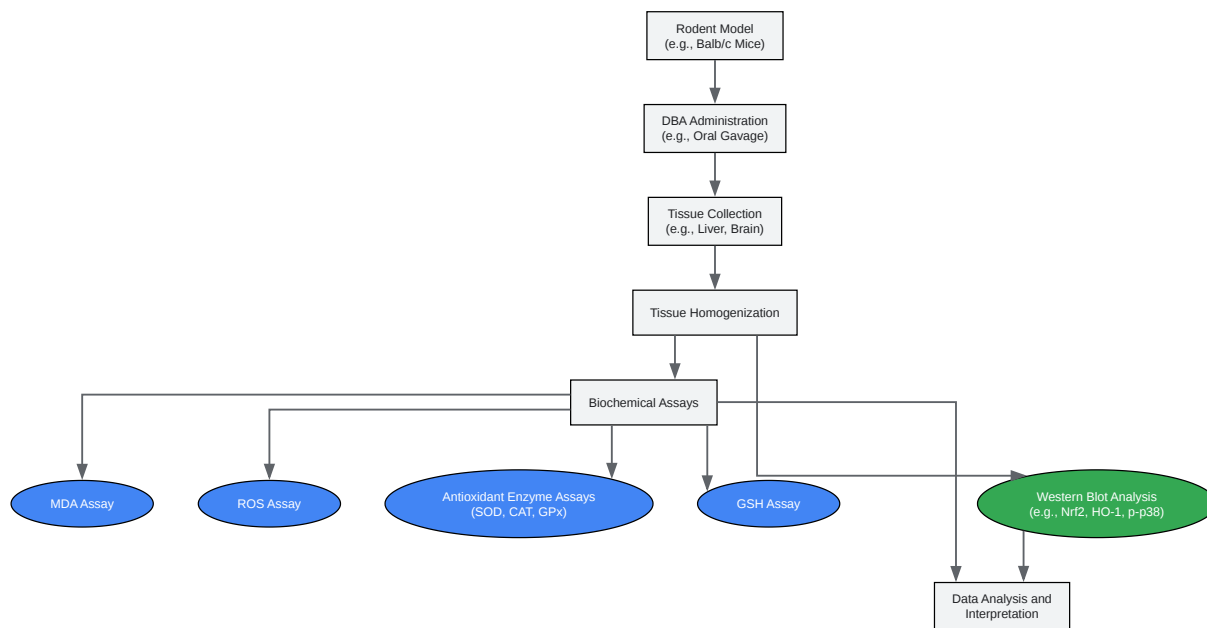 Rodent Model
(e.g., Balb/c Mice)
DBA Administration
(e.g., Oral Gavage)
Tissue Collection
(e.g., Liver, Brain)
Tissue Homogenization
Biochemical Assays
MDA Assay
ROS Assay
Antioxidant Enzyme Assays
(SOD, CAT, GPx)
GSH Assay
Western Blot Analysis
(e.g., Nrf2, HO-1, p-p38)
Data Analysis and
Interpretation